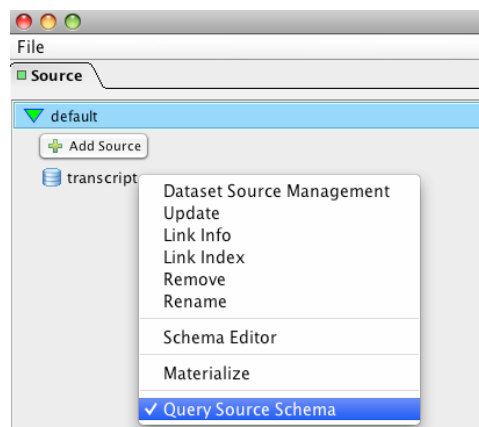 File
Source
default
Add Source
transcript
Dataset Source Management
Update
Link Info
Link Index
Remove
Rename
Schema Editor
Materialize
✓ Query Source Schema